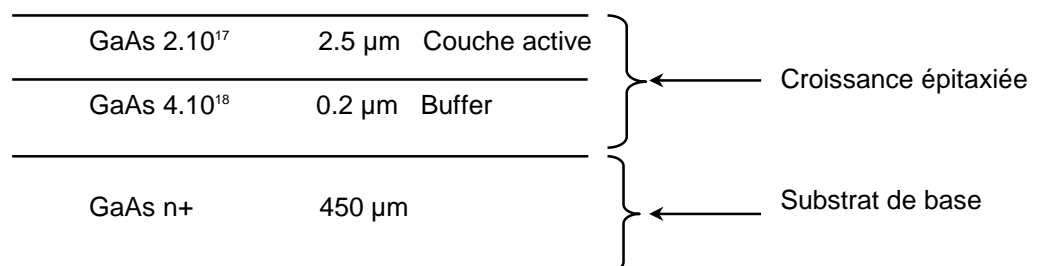 GaAs 2.10¹⁷ 2.5 µm Couche active
Croissance épitaxiée
GaAs 4.10¹⁸ 0.2 µm Buffer
GaAs n+ 450 µm
Substrat de base